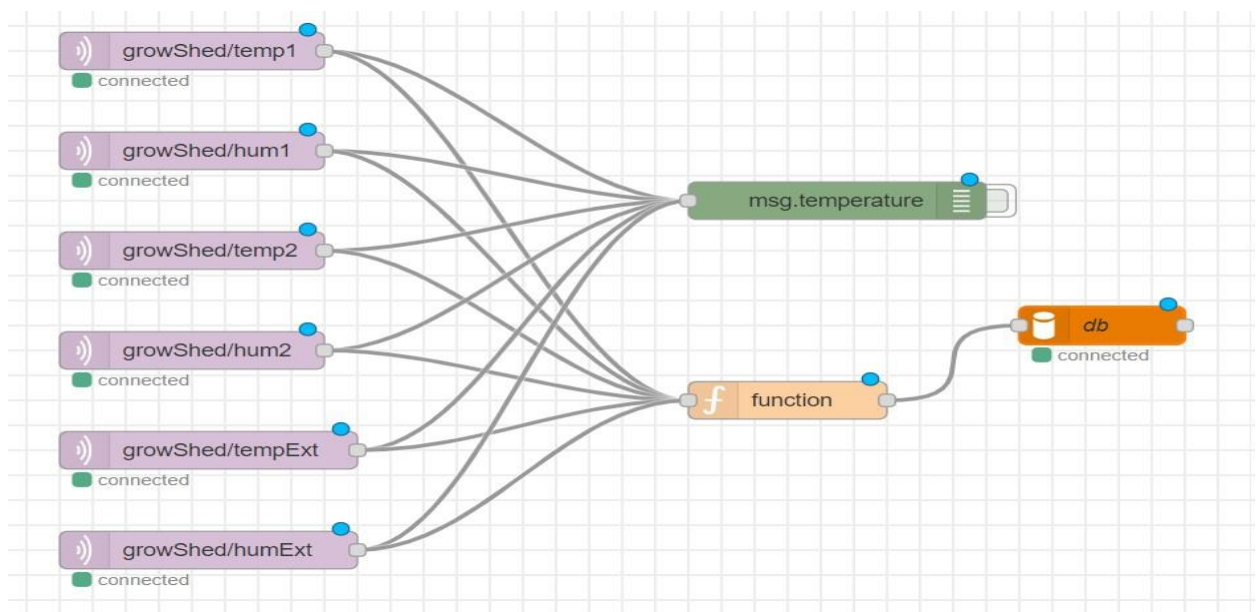 growShed/temp1
connected
growShed/hum1
connected
msg.temperature
growShed/temp2
connected
growShed/hum2
connected
db
connected
function
growShed/tempExt
connected
growShed/humExt
connected